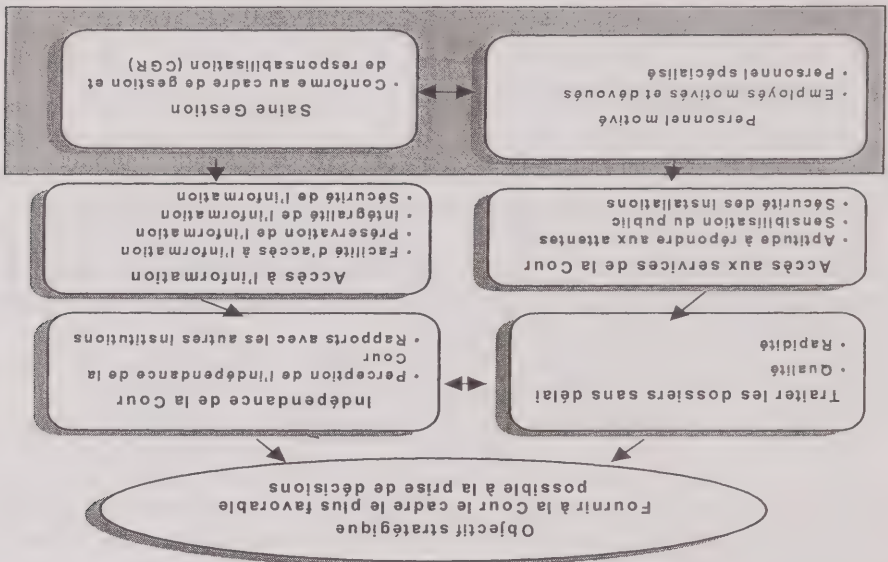 Objectif stratégique
Fournir à la Cour le cadre le plus favorable
possible à la prise de décisions
Traiter les dossiers sans délai
• Qualité
• Rapidité
Indépendance de la Cour
• Perception de l'indépendance de la
Cour
• Rapports avec les autres institutions
Accès aux services de la Cour
• Aptitude à répondre aux attentes
• Sensibilisation du public
• Sécurité des installations
Accès à l'information
• Facilité d'accès à l'information
• Préservation de l'information
• Intégralité de l'information
• Sécurité de l'information
Personnel motivé
• Employés motivés et dévoués
• Personnel spécialisé
Saine Gestion
• Conforme au cadre de gestion et
de responsabilisation (CGR)